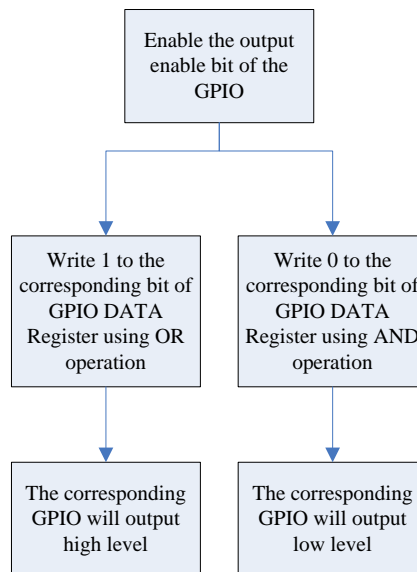 Enable the output
enable bit of the
GPIO
Write 1 to the
corresponding bit of
GPIO DATA
Register using OR
operation
Write 0 to the
corresponding bit of
GPIO DATA
Register using AND
operation
The corresponding
GPIO will output
high level
The corresponding
GPIO will output
low level